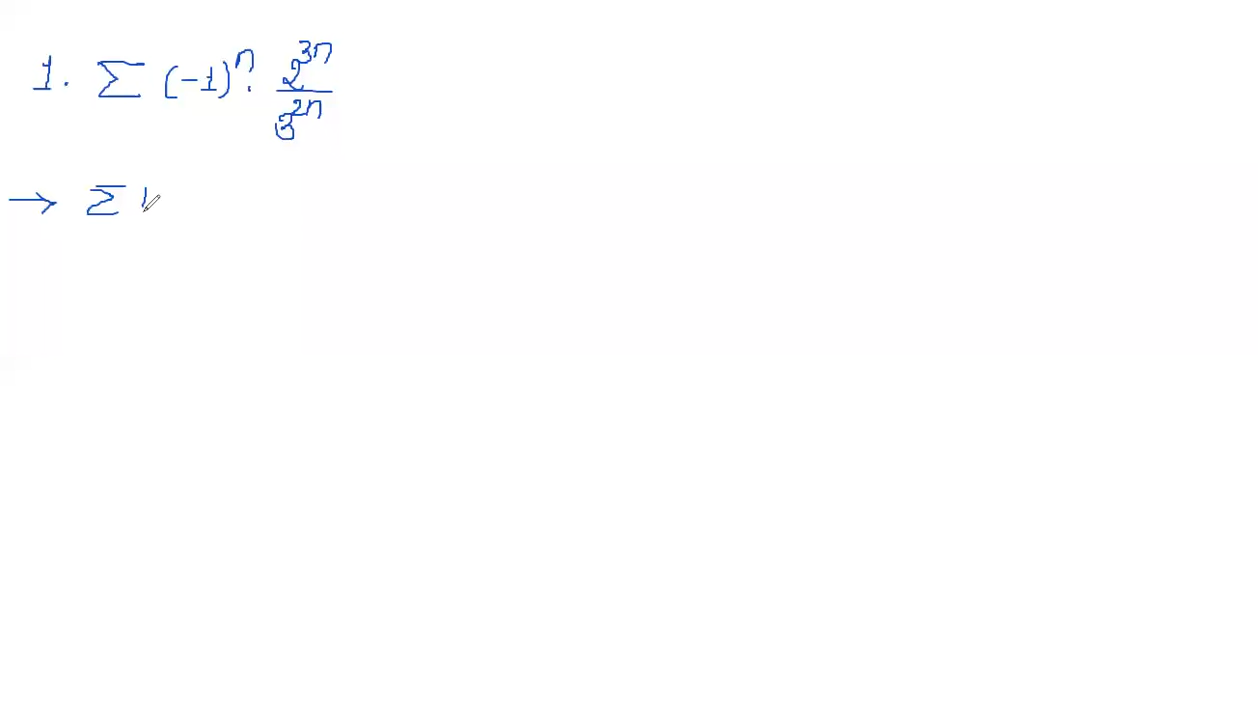 1. ∑ (-1)^n · 2^{3n} / 3^{2n}
→ ∑